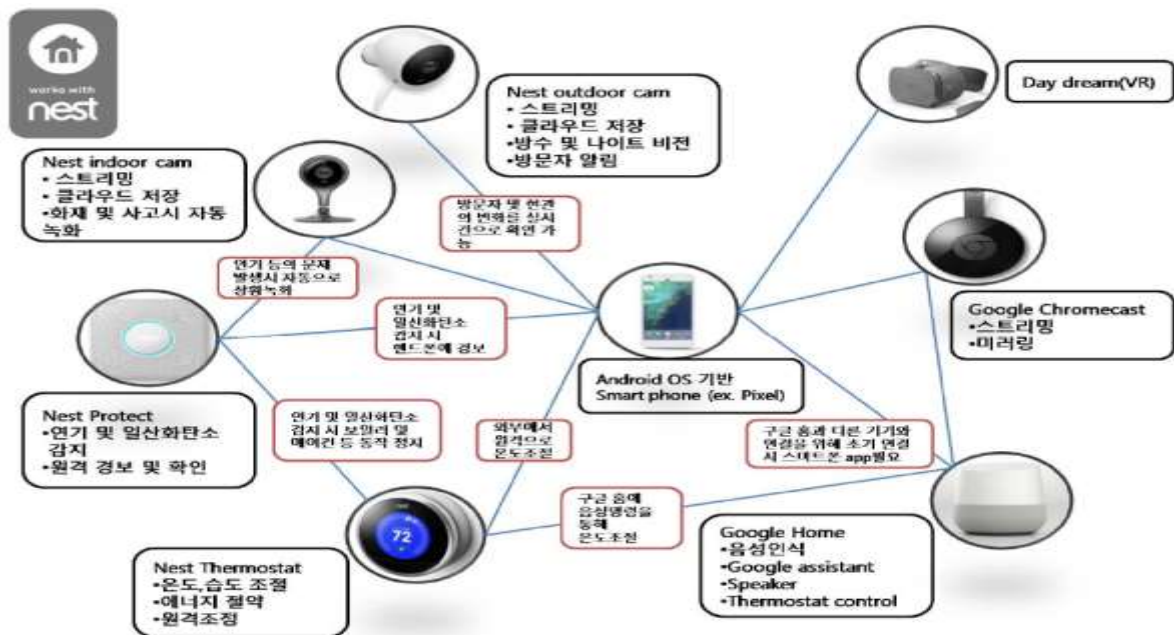 works with
nest
Nest outdoor cam
• 스트리밍
• 클라우드 저장
•방수 및 나이트 비전
•방문자 알림
Day dream(VR)
Nest indoor cam
• 스트리밍
• 클라우드 저장
•화재 및 사고시 자동
녹화
방문자 및 현관
의 변화를 실시
간으로 확인 가
능
연기 등의 문제
발생시 자동으로
상황녹화
연기 및
일산화탄소
감지 시
핸드폰에 경보
Google Chromecast
•스트리밍
•미러링
Android OS 기반
Smart phone (ex. Pixel)
Nest Protect
•연기 및 일산화탄소
감지
•원격 경보 및 확인
연기 및 일산화탄소
감지 시 보일러 및
에어컨 등 동작 정지
외부에서
원격으로
온도조절
구글 홈과 다른 기기와
연결을 위해 초기 연결
시 스마트폰 app필요
72
구글 홈에
음성명령을
통해
온도조절
Nest Thermostat
•온도,습도 조절
•에너지 절약
•원격조정
Google Home
•음성인식
•Google assistant
•Speaker
•Thermostat control